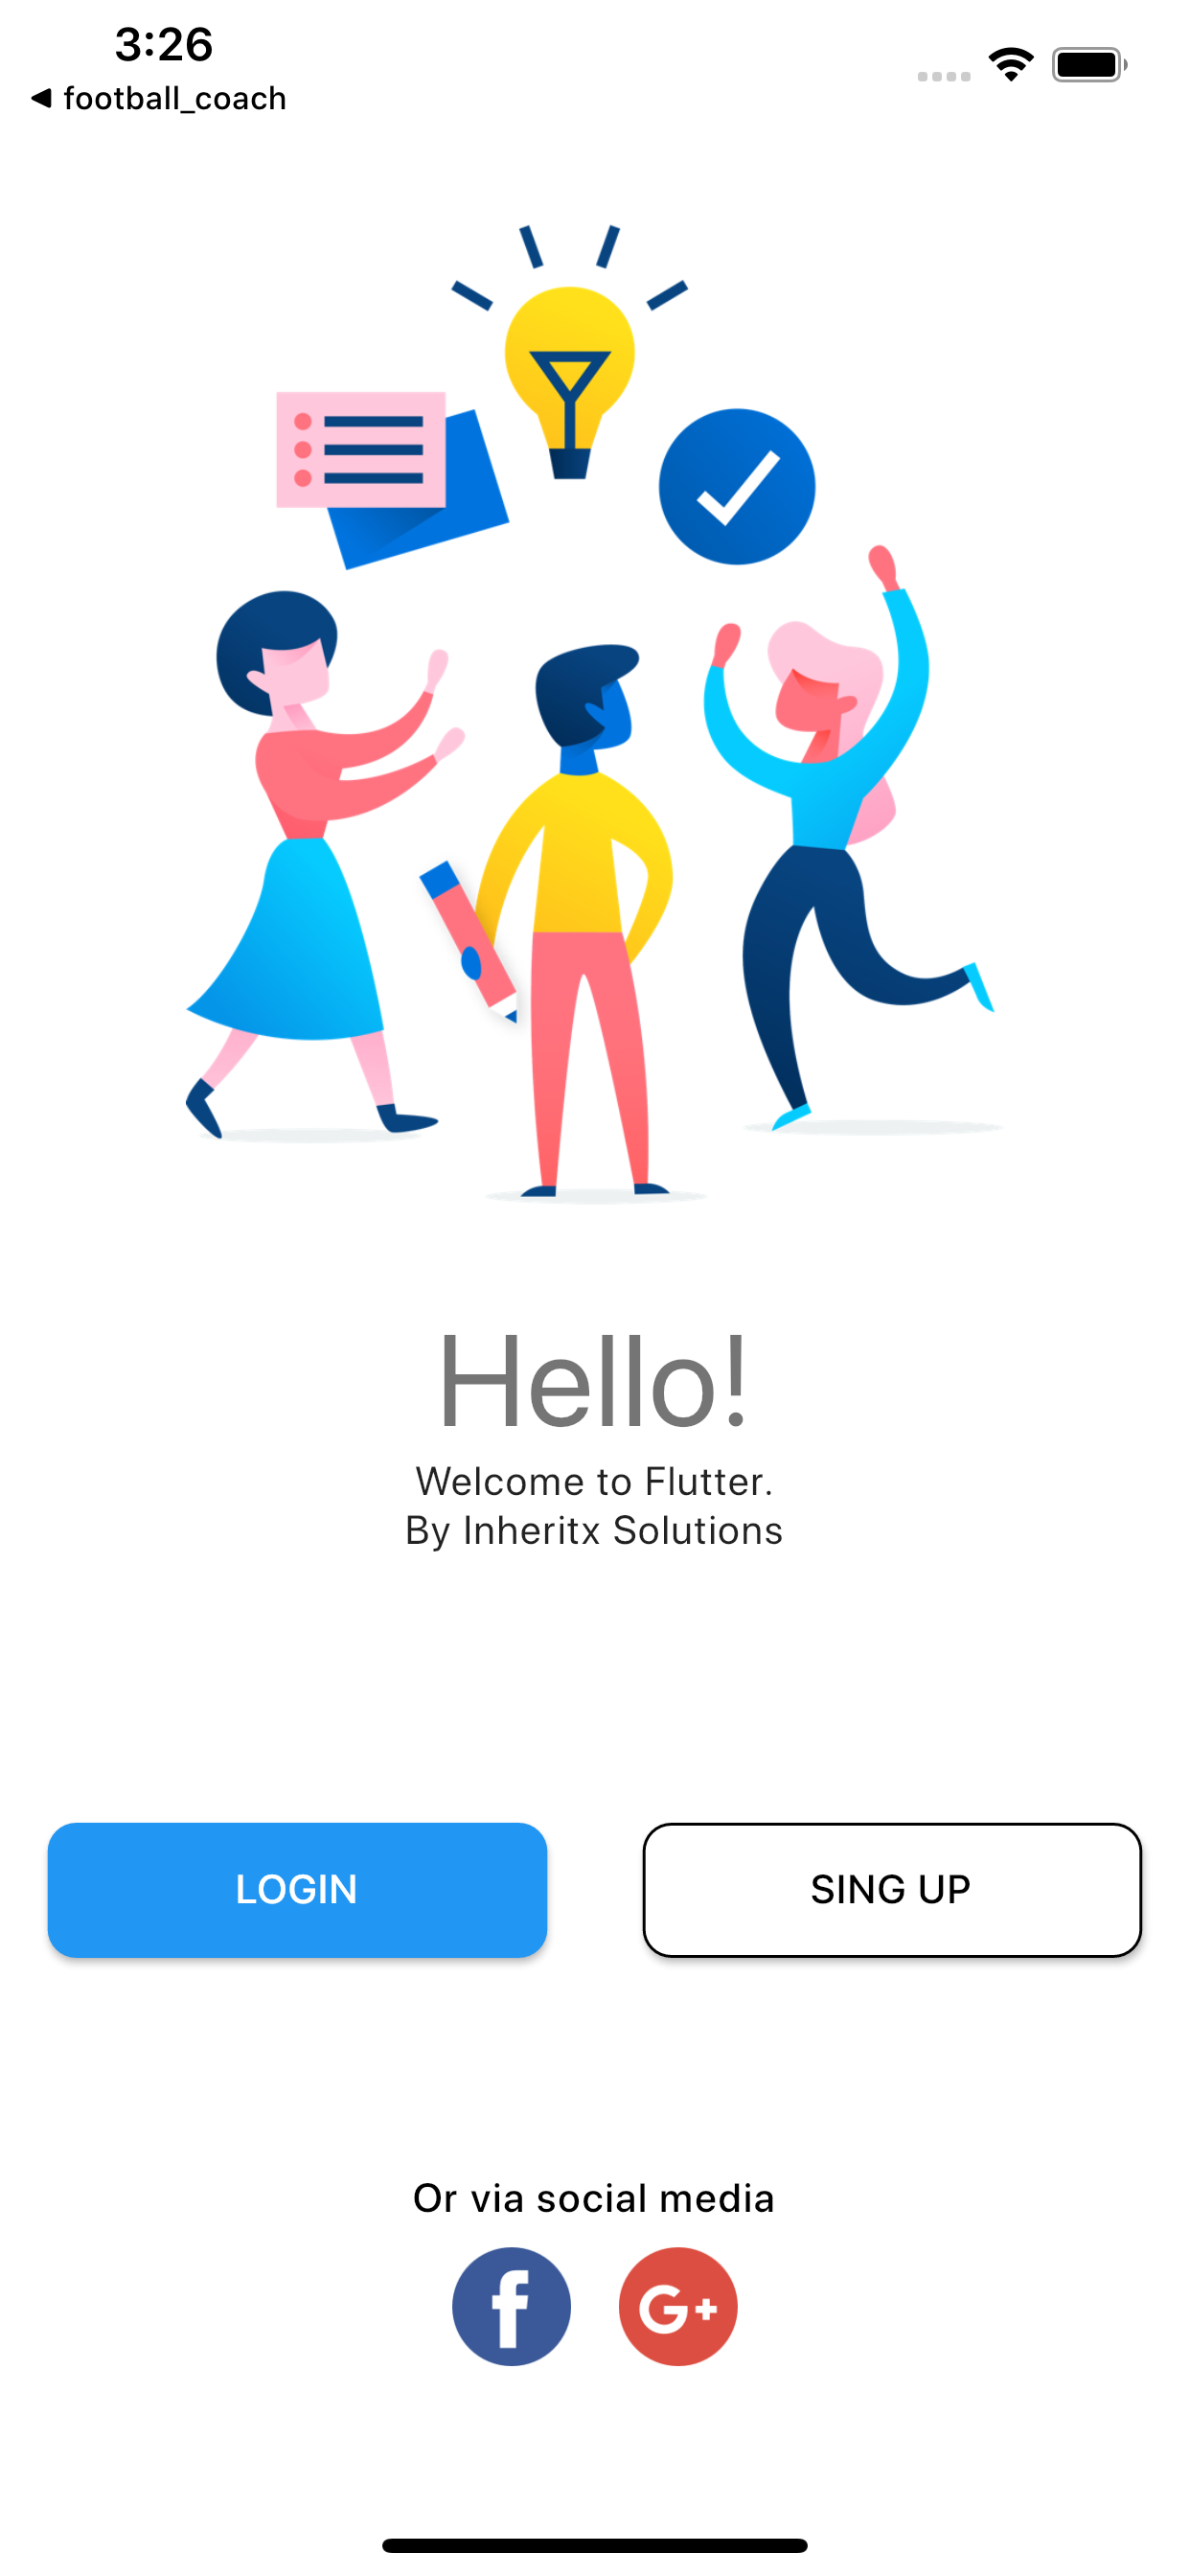 3:26
◀ football_coach
Hello!
Welcome to Flutter.
By Inheritx Solutions
LOGIN
SING UP
Or via social media
f
G+